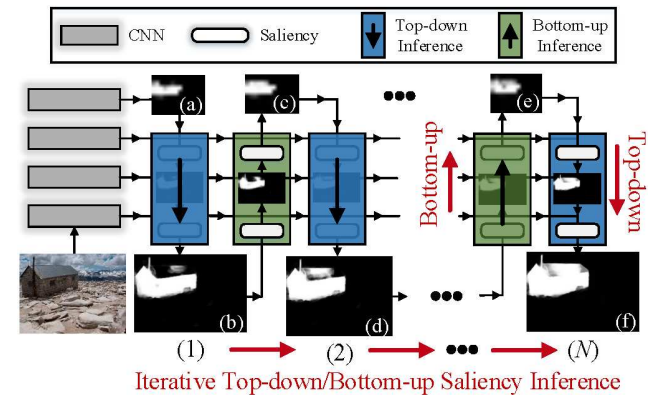 CNN
Saliency
Top-down
Inference
Bottom-up
Inference
(a)
(c)
(e)
Bottom-up
Top-down
(b)
(d)
(f)
(1)
(2)
(N)
Iterative Top-down/Bottom-up Saliency Inference